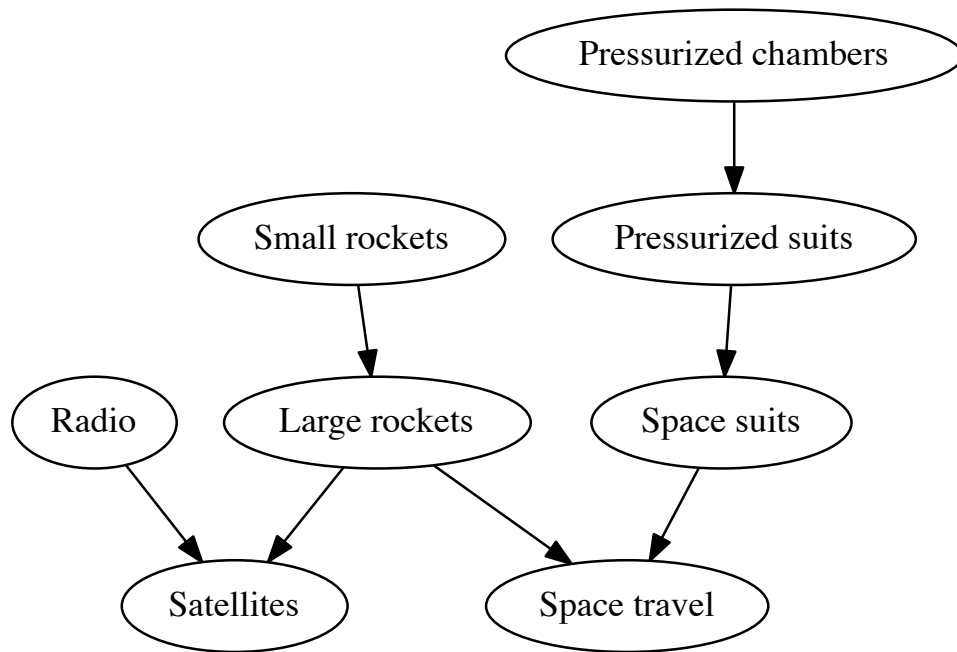 Pressurized chambers
Small rockets
Pressurized suits
Radio
Large rockets
Space suits
Satellites
Space travel